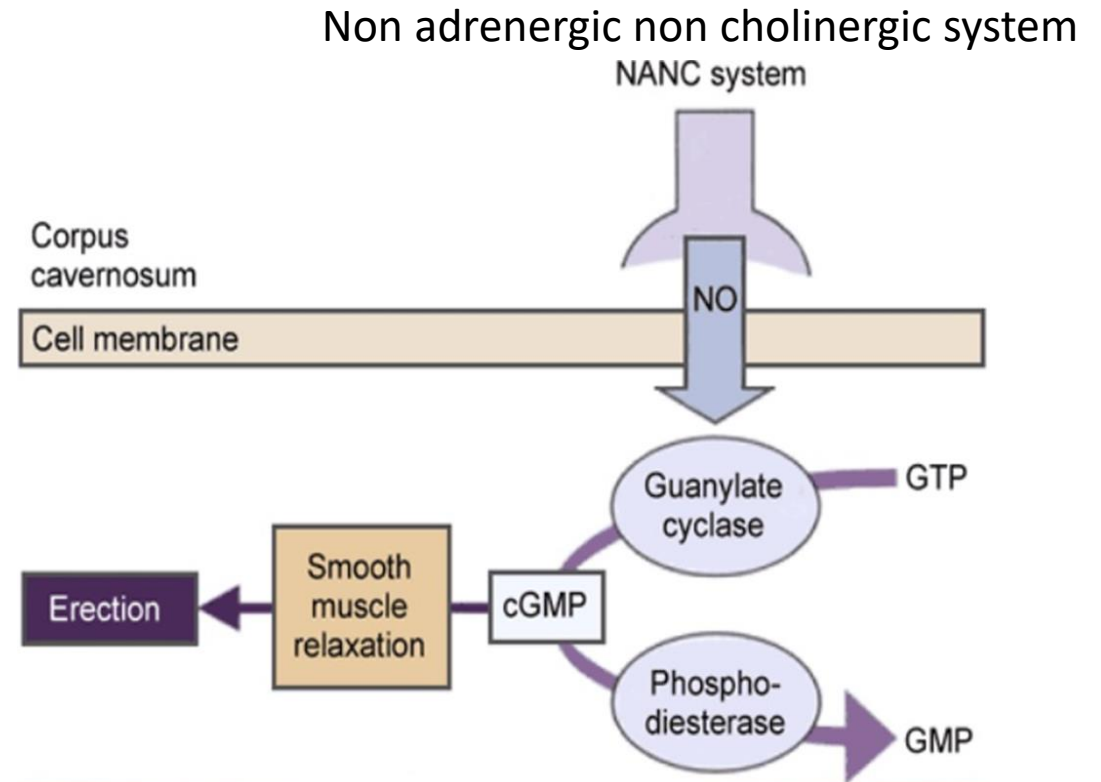 Non adrenergic non cholinergic system
NANC system
Corpus
cavernosum
NO
Cell membrane
Guanylate
cyclase
GTP
Smooth
muscle
relaxation
Erection
cGMP
Phospho-
diesterase
GMP